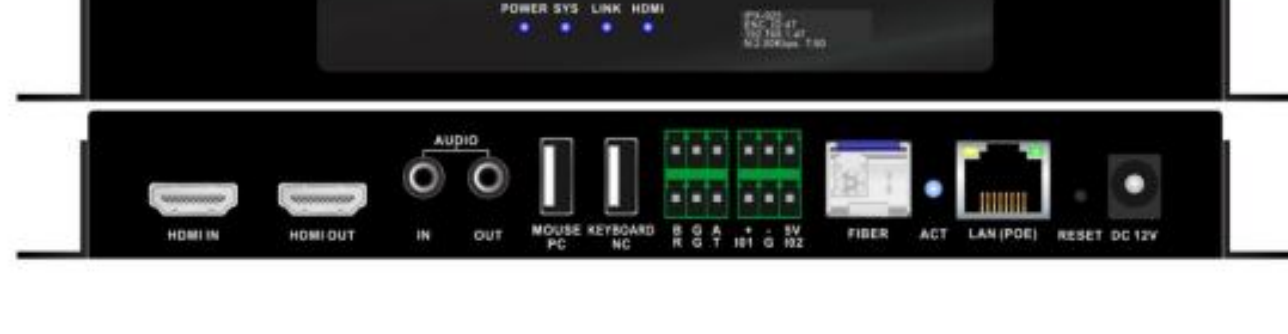 POWER SYS LINK HDMI
AUDIO
HDMI IN
HDMI OUT
IN
OUT
MOUSE
PC
KEYBOARD
NC
B G A
R G T
+ - 5V
I01 G I02
FIBER
ACT
LAN (POE)
RESET
DC 12V